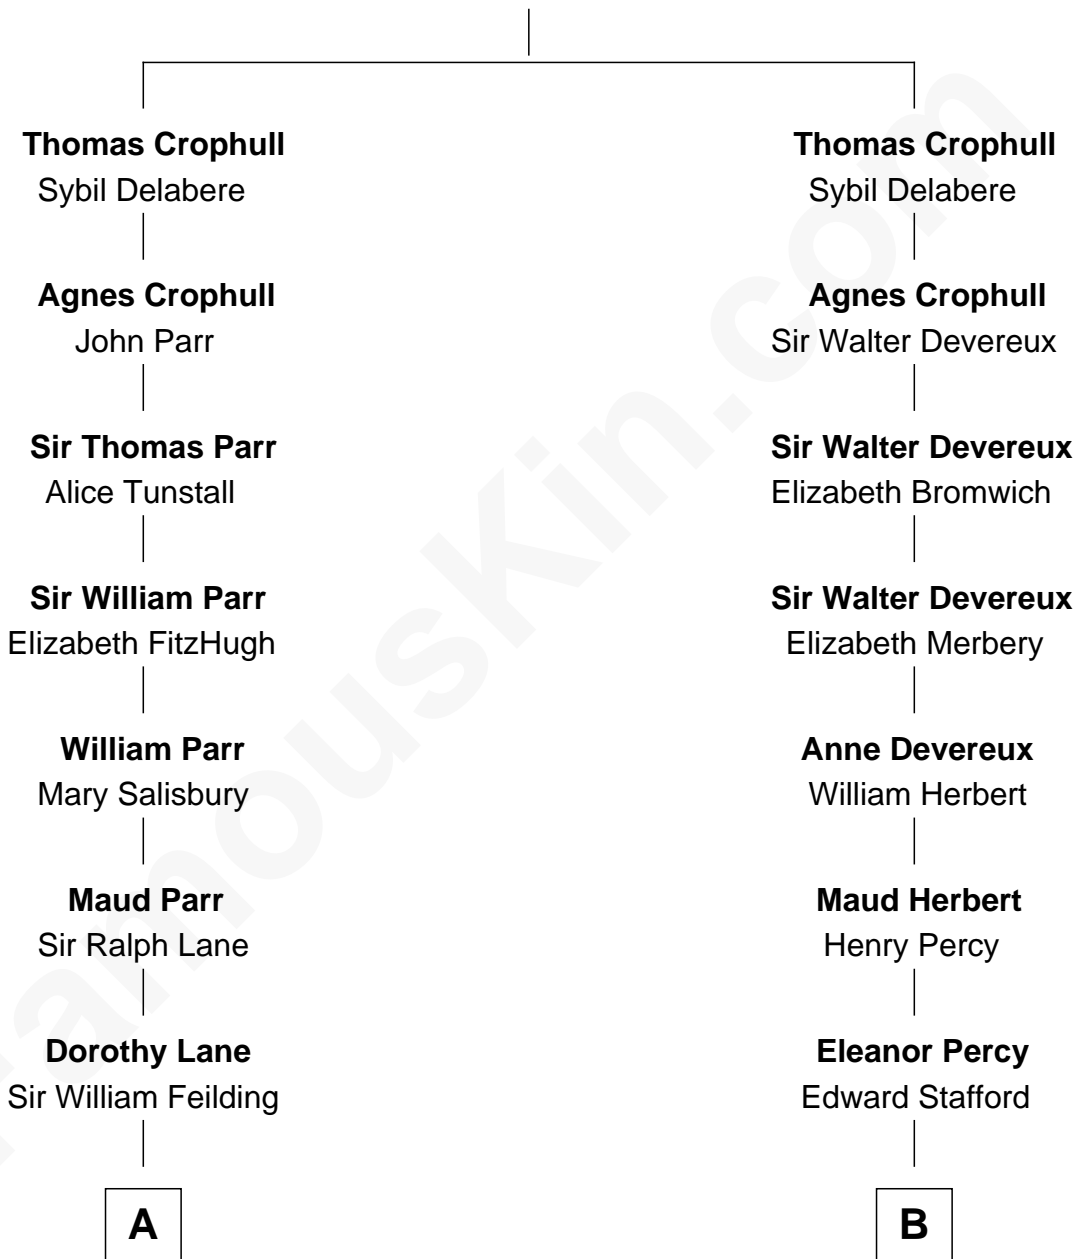 Thomas Crophull
Sybil Delabere
Agnes Crophull
John Parr
Sir Thomas Parr
Alice Tunstall
Sir William Parr
Elizabeth FitzHugh
William Parr
Mary Salisbury
Maud Parr
Sir Ralph Lane
Dorothy Lane
Sir William Feilding
A
Thomas Crophull
Sybil Delabere
Agnes Crophull
Sir Walter Devereux
Sir Walter Devereux
Elizabeth Bromwich
Sir Walter Devereux
Elizabeth Merbery
Anne Devereux
William Herbert
Maud Herbert
Henry Percy
Eleanor Percy
Edward Stafford
B
FamousKin.com